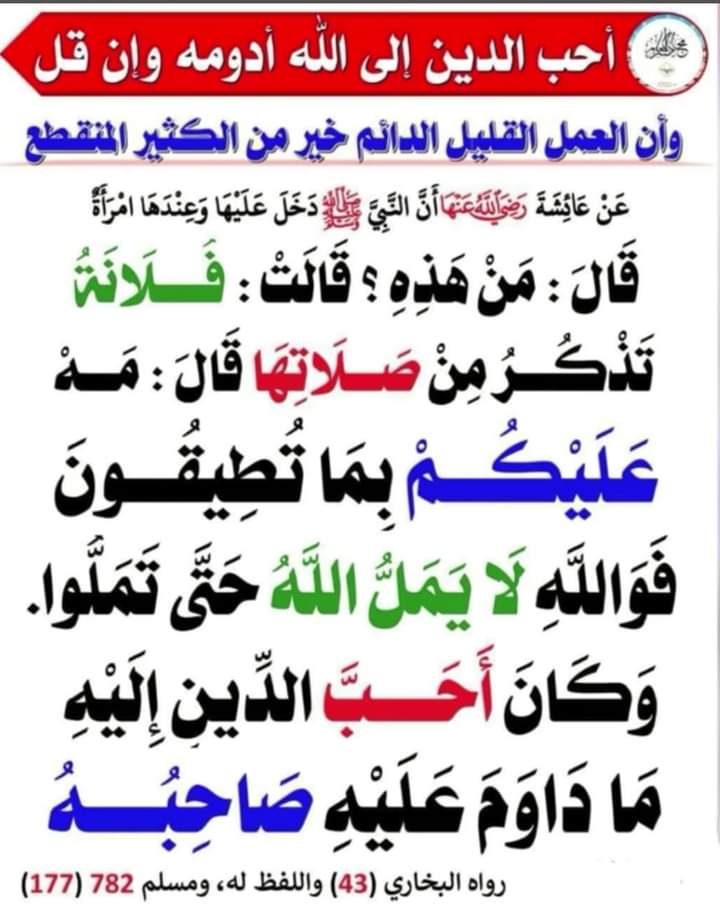 أحب الدين إلى الله أدومه وإن قل
وأن العمل القليل الدائم خير من الكثير المنقطع
عَنْ عَائِشَةَ رَضِيَ اللَّهُ عَنْهَا أَنَّ النَّبِيَّ ﷺ دَخَلَ عَلَيْهَا وَعِنْدَهَا امْرَأَةٌ
قَالَ : مَنْ هَذِهِ ؟ قَالَتْ : فُلَانَةُ
تَذْكُرُ مِنْ صَلَاتِهَا قَالَ : مَهْ
عَلَيْكُمْ بِمَا تُطِيقُونَ
فَوَاللَّهِ لَا يَمَلُّ اللَّهُ حَتَّى تَمَلُّوا.
وَكَانَ أَحَبَّ الدِّينِ إِلَيْهِ
مَا دَاوَمَ عَلَيْهِ صَاحِبُهُ
رواه البخاري (43) واللفظ له، ومسلم 782 (177)